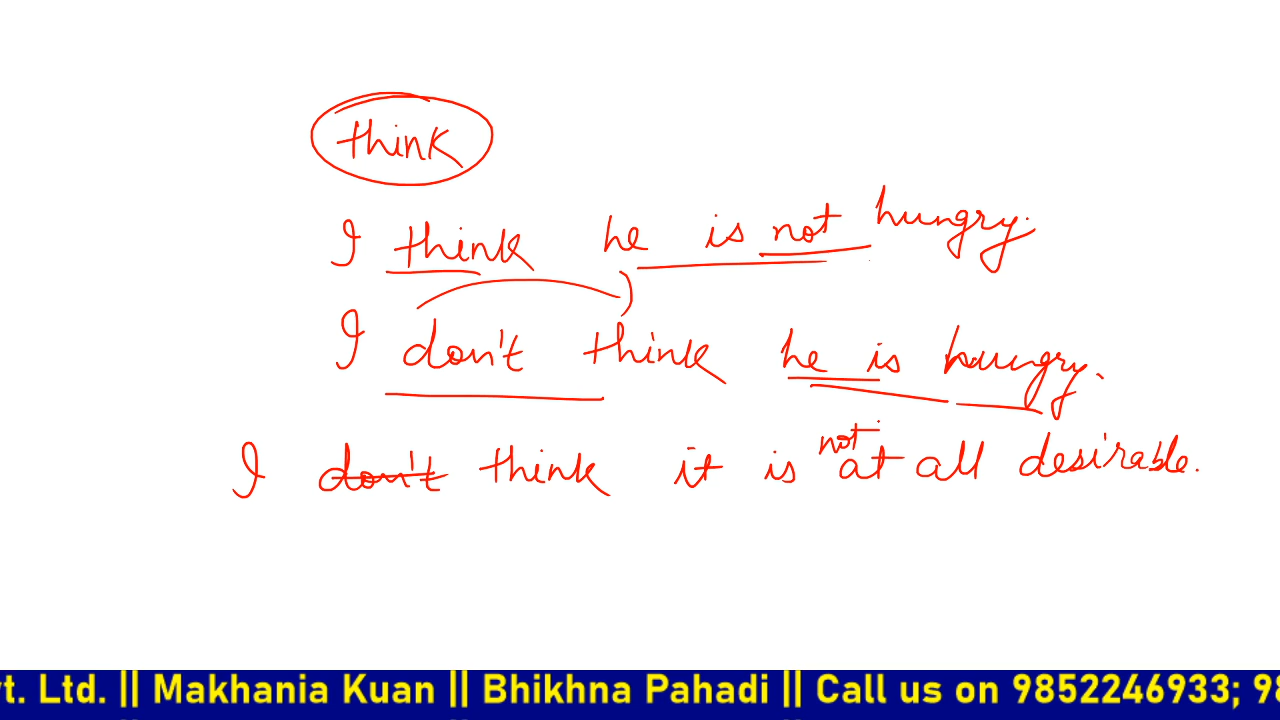 think
I think he is not hungry.
I don't think he is hungry.
I don't think it is not at all desirable.
vt. Ltd. || Makhania Kuan || Bhikhna Pahadi || Call us on 9852246933; 98